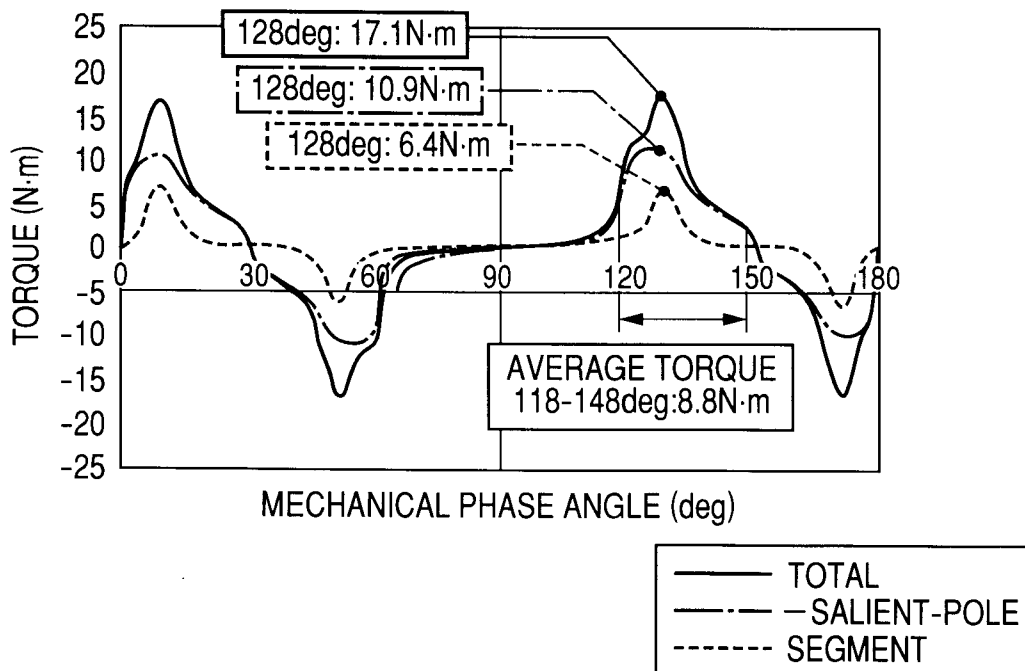 25
20
15
10
5
0
-5
-10
-15
-20
-25
TORQUE (N·m)
128deg: 17.1N·m
128deg: 10.9N·m
128deg: 6.4N·m
0 30 60 90 120 150 180
AVERAGE TORQUE
118-148deg:8.8N·m
MECHANICAL PHASE ANGLE (deg)
TOTAL
SALIENT-POLE
SEGMENT